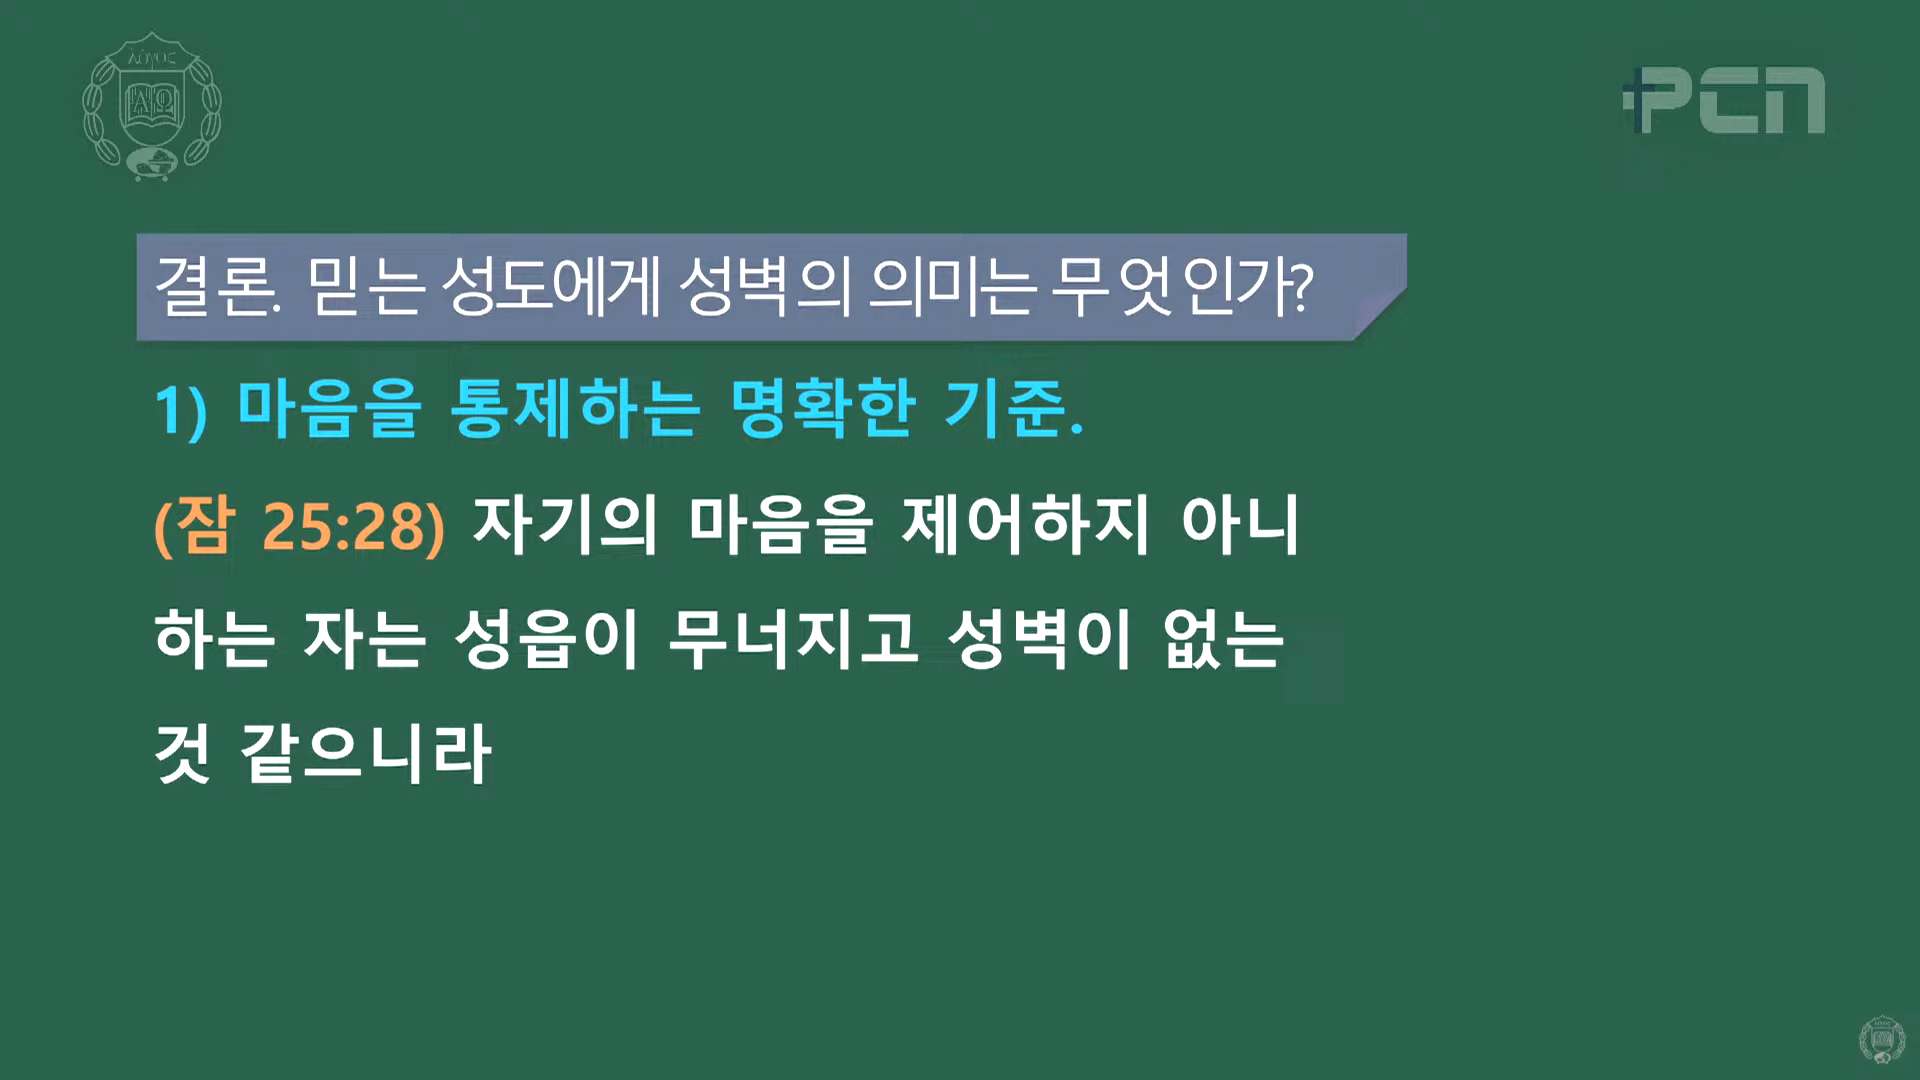 λόγος
Α Ω
PCN
결론. 믿는 성도에게 성벽의 의미는 무엇인가?
1) 마음을 통제하는 명확한 기준.
(잠 25:28) 자기의 마음을 제어하지 아니
하는 자는 성읍이 무너지고 성벽이 없는
것 같으니라